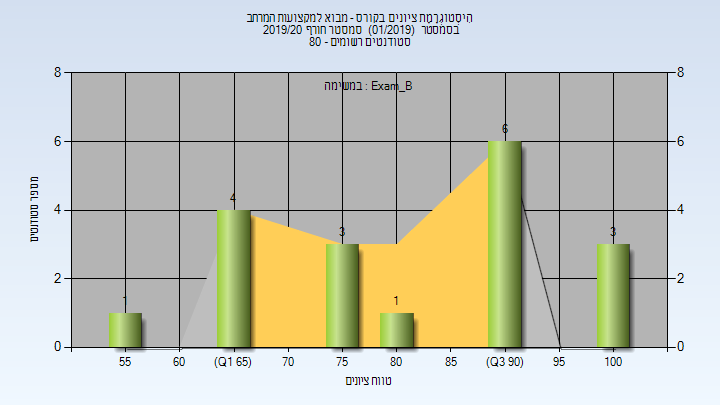 היסטוגרמת ציונים בקורס - מבוא למקצועות המרחב
בסמסטר (01/2019) סמסטר חורף 2019/20
סטודנטים רשומים - 80
במשימה : Exam_B
מספר סטודנטים
8 8
6 6
4 4
2 2
0 0
1 4 3 1 6 3
55 60 (Q1 65) 70 75 80 85 (Q3 90) 95 100
טווח ציונים